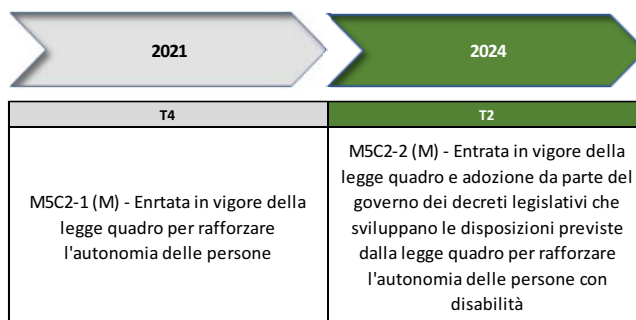 2021
2024
T4
T2
M5C2-1 (M) - Enrtata in vigore della
legge quadro per rafforzare
l'autonomia delle persone
M5C2-2 (M) - Entrata in vigore della
legge quadro e adozione da parte del
governo dei decreti legislativi che
sviluppano le disposizioni previste
dalla legge quadro per rafforzare
l'autonomia delle persone con
disabilità